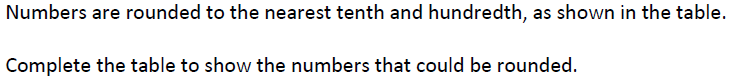 Numbers are rounded to the nearest tenth and hundredth, as shown in the table.
Complete the table to show the numbers that could be rounded.